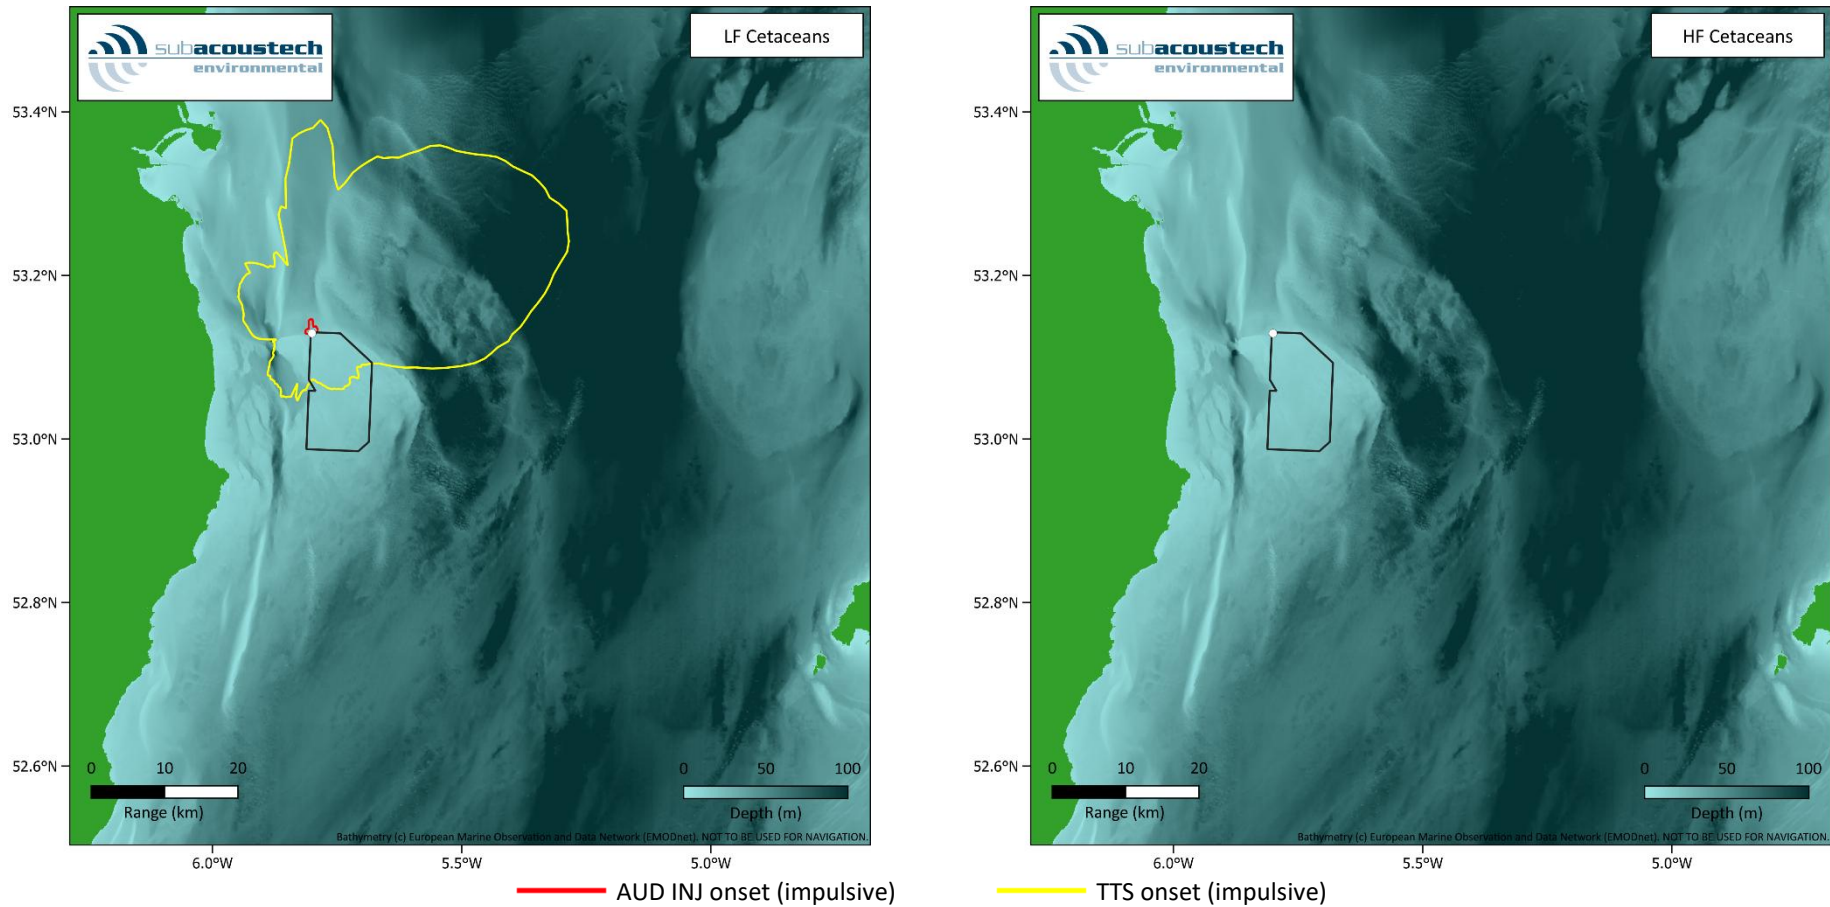 subacoustech
environmental
LF Cetaceans
53.4°N
53.2°N
53.0°N
52.8°N
52.6°N
0 10 20
Range (km)
0 50 100
Depth (m)
Bathymetry (c) European Marine Observation and Data Network (EMODnet). NOT TO BE USED FOR NAVIGATION.
6.0°W 5.5°W 5.0°W
subacoustech
environmental
HF Cetaceans
53.4°N
53.2°N
53.0°N
52.8°N
52.6°N
0 10 20
Range (km)
0 50 100
Depth (m)
Bathymetry (c) European Marine Observation and Data Network (EMODnet). NOT TO BE USED FOR NAVIGATION.
6.0°W 5.5°W 5.0°W
AUD INJ onset (impulsive)
TTS onset (impulsive)